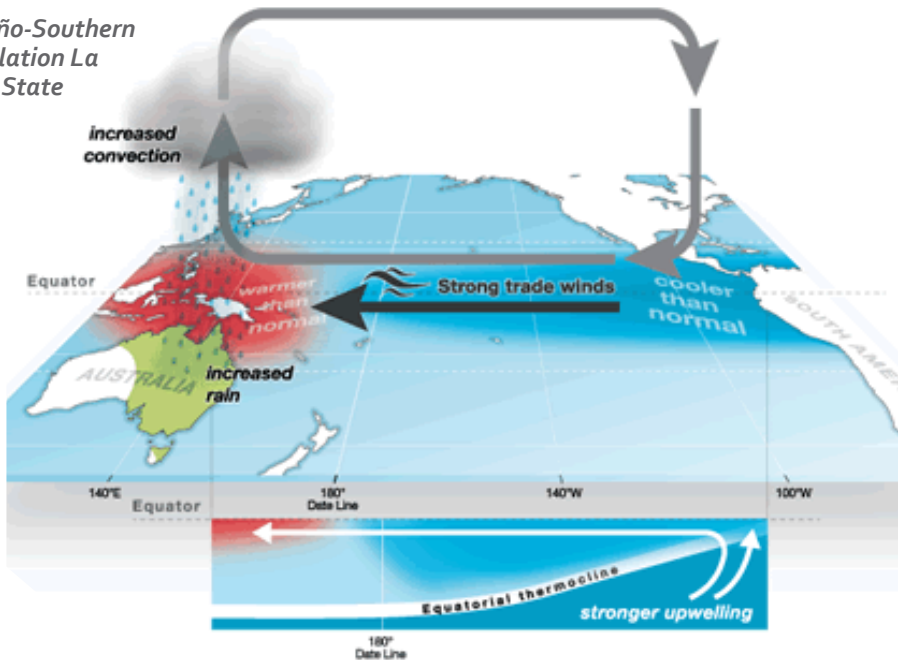 ño-Southern
lation La
State
increased
convection
Equator
warmer
than
normal
Strong trade winds
cooler
than
normal
SOUTH AMER
AUSTRALIA
increased
rain
140°E
180°
Date Line
140°W
100°W
Equator
Equatorial thermocline
stronger upwelling
180°
Date Line